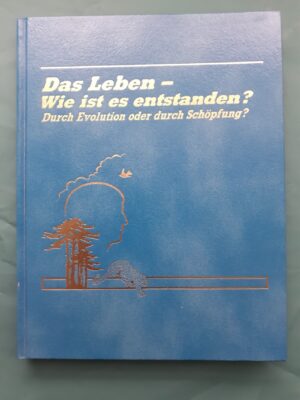 Das Leben –
Wie ist es entstanden?
Durch Evolution oder durch Schöpfung?